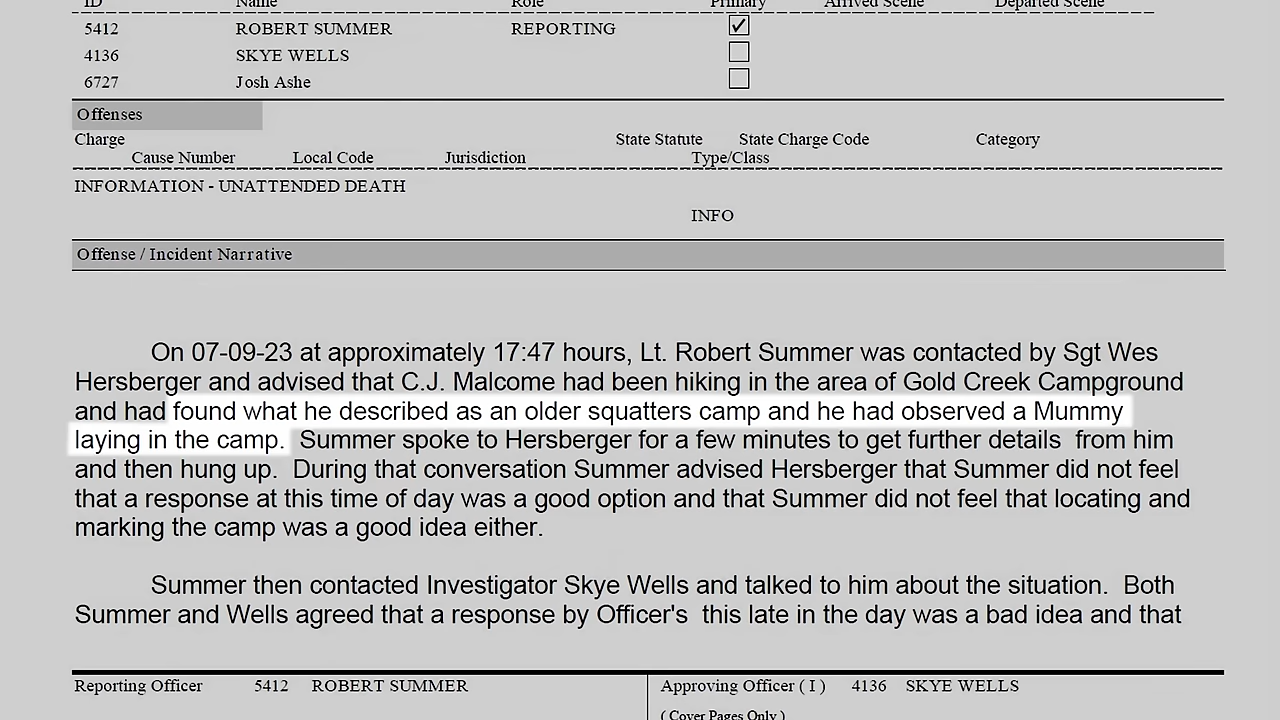 ID Name Role Primary Arrived Scene Departed Scene
5412 ROBERT SUMMER REPORTING
4136 SKYE WELLS
6727 Josh Ashe
Offenses
Charge State Statute State Charge Code Category
Cause Number Local Code Jurisdiction Type/Class
INFORMATION - UNATTENDED DEATH
INFO
Offense / Incident Narrative
On 07-09-23 at approximately 17:47 hours, Lt. Robert Summer was contacted by Sgt Wes
Hersberger and advised that C.J. Malcome had been hiking in the area of Gold Creek Campground
and had found what he described as an older squatters camp and he had observed a Mummy
laying in the camp. Summer spoke to Hersberger for a few minutes to get further details from him
and then hung up. During that conversation Summer advised Hersberger that Summer did not feel
that a response at this time of day was a good option and that Summer did not feel that locating and
marking the camp was a good idea either.
Summer then contacted Investigator Skye Wells and talked to him about the situation. Both
Summer and Wells agreed that a response by Officer's this late in the day was a bad idea and that
Reporting Officer 5412 ROBERT SUMMER Approving Officer ( I ) 4136 SKYE WELLS
( Cover Pages Only )